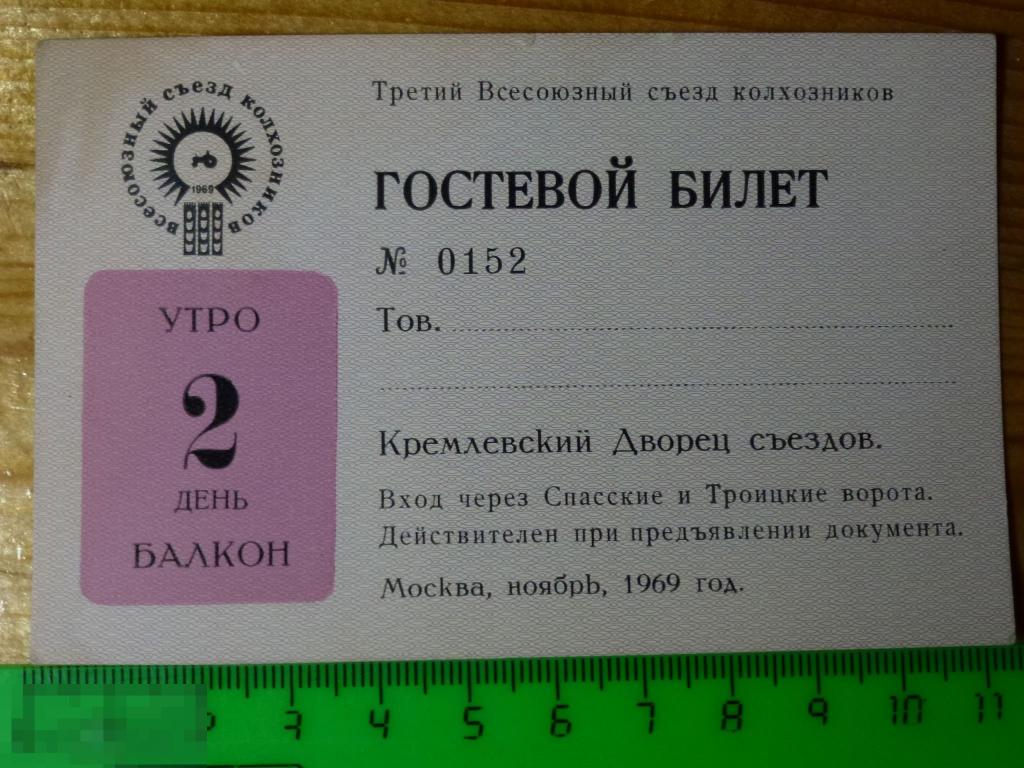 всесоюзный съезд колхозников
1969
УТРО
2
ДЕНЬ
БАЛКОН
Третий Всесоюзный съезд колхозников
ГОСТЕВОЙ БИЛЕТ
№ 0152
Тов.
Кремлевский Дворец съездов.
Вход через Спасские и Троицкие ворота.
Действителен при предъявлении документа.
Москва, ноябрь, 1969 год.
3 4 5 6 7 8 9 10 11